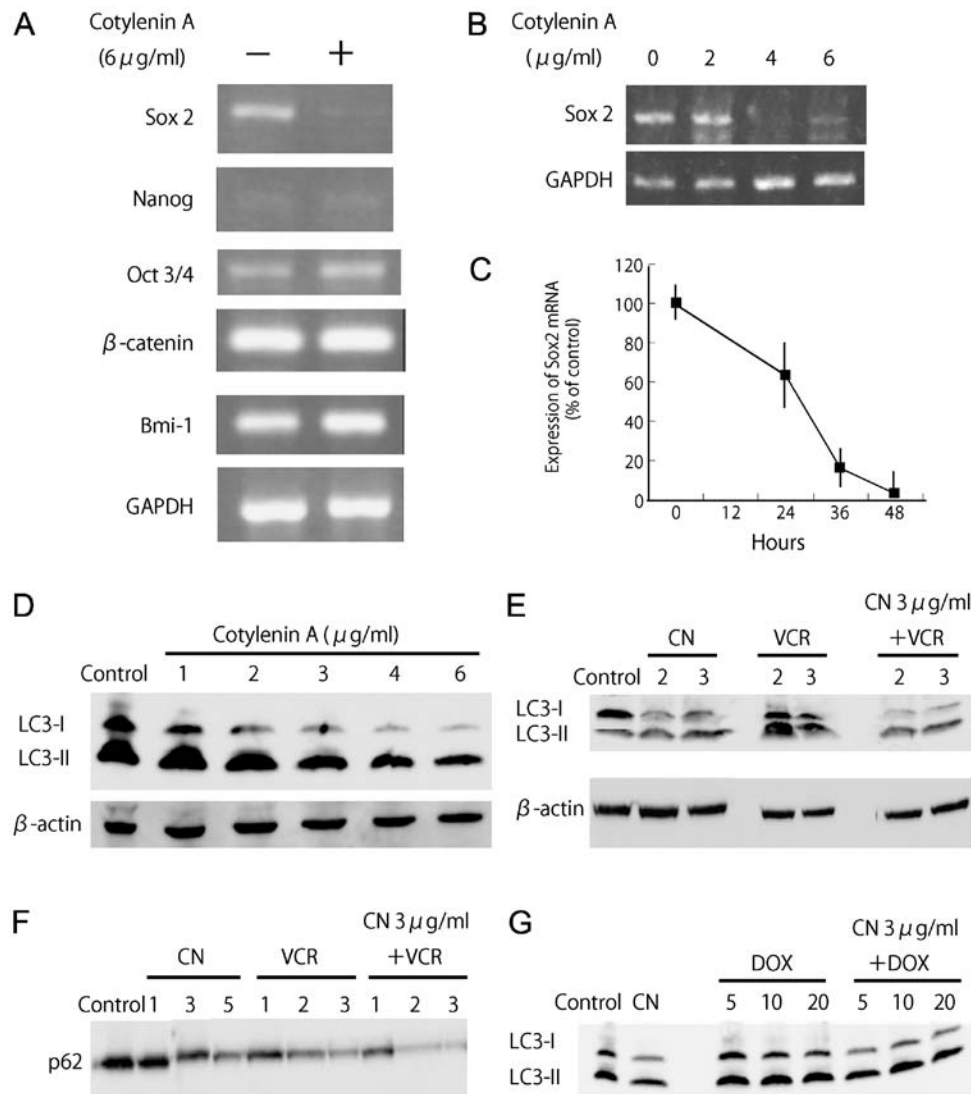 A
Cotylenin A
(6 μg/ml)
− +
Sox 2
Nanog
Oct 3/4
β-catenin
Bmi-1
GAPDH
B
Cotylenin A
(μg/ml)
0 2 4 6
Sox 2
GAPDH
C
Expression of Sox2 mRNA
(% of control)
120
100
80
60
40
20
0
0 12 24 36 48
Hours
D
Cotylenin A (μg/ml)
Control 1 2 3 4 6
LC3-I
LC3-II
β-actin
E
CN 3 μg/ml
CN VCR +VCR
Control 2 3 2 3 2 3
LC3-I
LC3-II
β-actin
F
CN 3 μg/ml
CN VCR +VCR
Control 1 3 5 1 2 3 1 2 3
p62
G
CN 3 μg/ml
DOX +DOX
Control CN 5 10 20 5 10 20
LC3-I
LC3-II